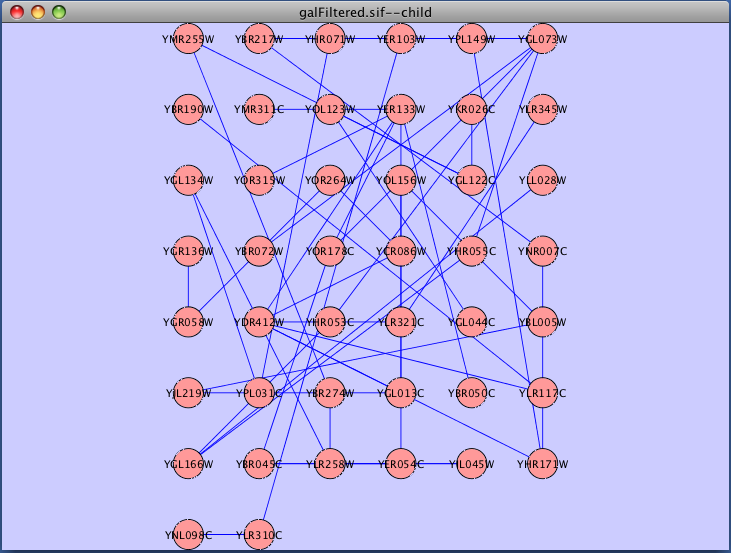 galFiltered.sif--child
YMR255W YBR217W YHR071W YER103W YPL149W YGL073W
YBR190W YMR311C YOL123W YER133W YKR026C YLR345W
YGL134W YOR315W YOR264W YOL156W YGL122C YLL028W
YGR136W YBR072W YOR178C YCR086W YHR055C YNR007C
YGR058W YDR412W YHR053C YLR321C YGL044C YBL005W
YJL219W YPL031C YBR274W YGL013C YBR050C YLR117C
YGL166W YBR045C YLR258W YER054C YIL045W YHR171W
YNL098C YLR310C